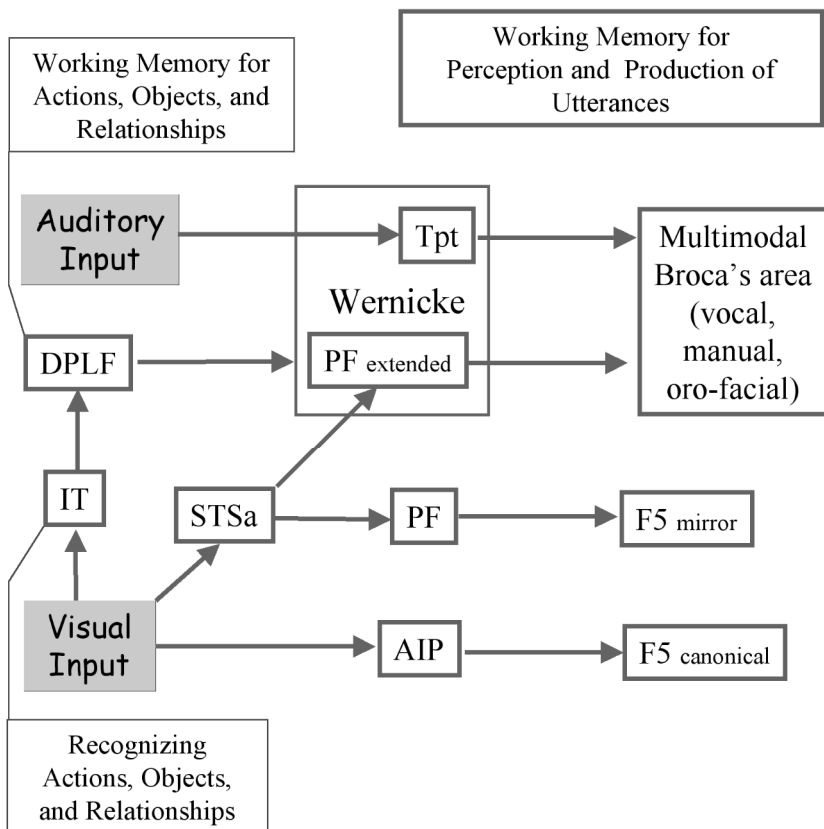 Working Memory for
Actions, Objects, and
Relationships
Working Memory for
Perception and Production of
Utterances
Auditory
Input
Tpt
Wernicke
Multimodal
Broca's area
(vocal,
manual,
oro-facial)
DPLF
PF extended
IT
STSa
PF
F5 mirror
Visual
Input
AIP
F5 canonical
Recognizing
Actions, Objects,
and Relationships